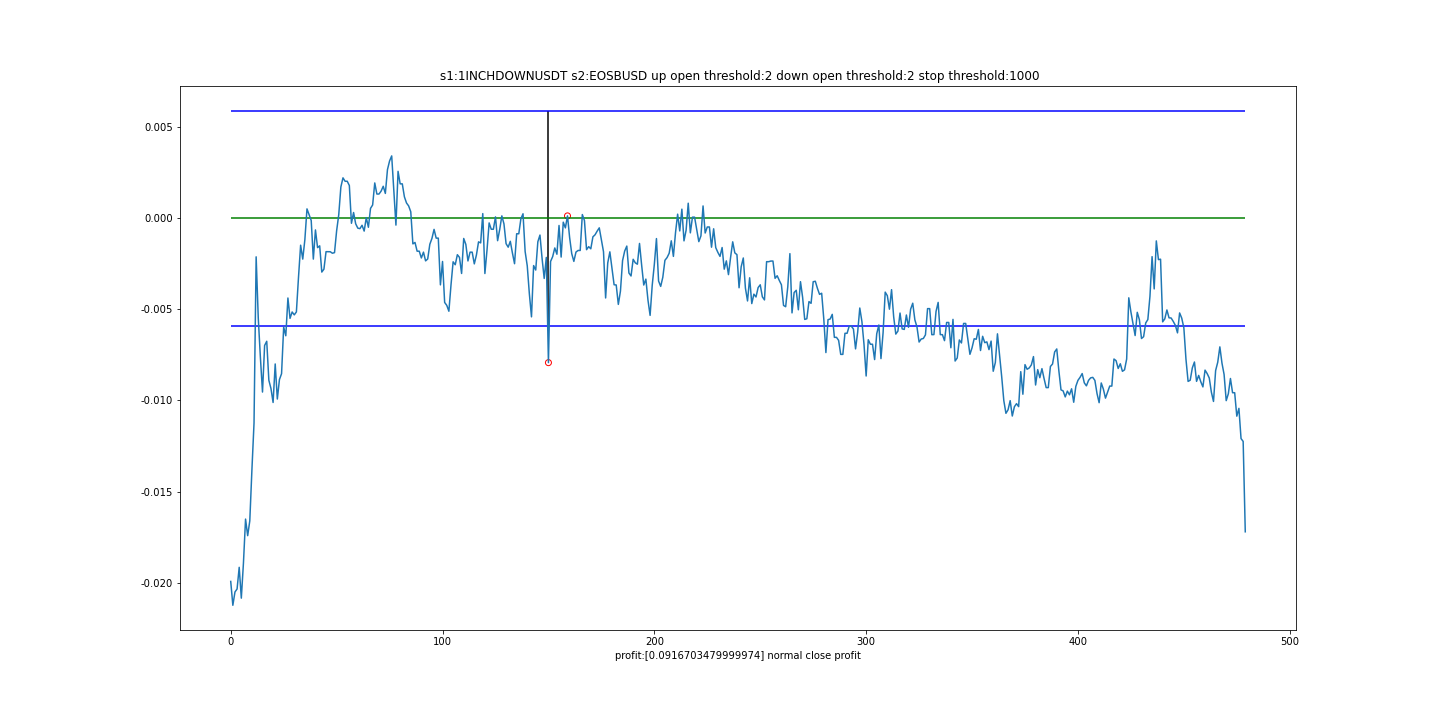 s1:1INCHDOWNUSDT s2:EOSBUSD up open threshold:2 down open threshold:2 stop threshold:1000
0.005
0.000
-0.005
-0.010
-0.015
-0.020
0 100 200 300 400 500
profit:[0.0916703479999974] normal close profit